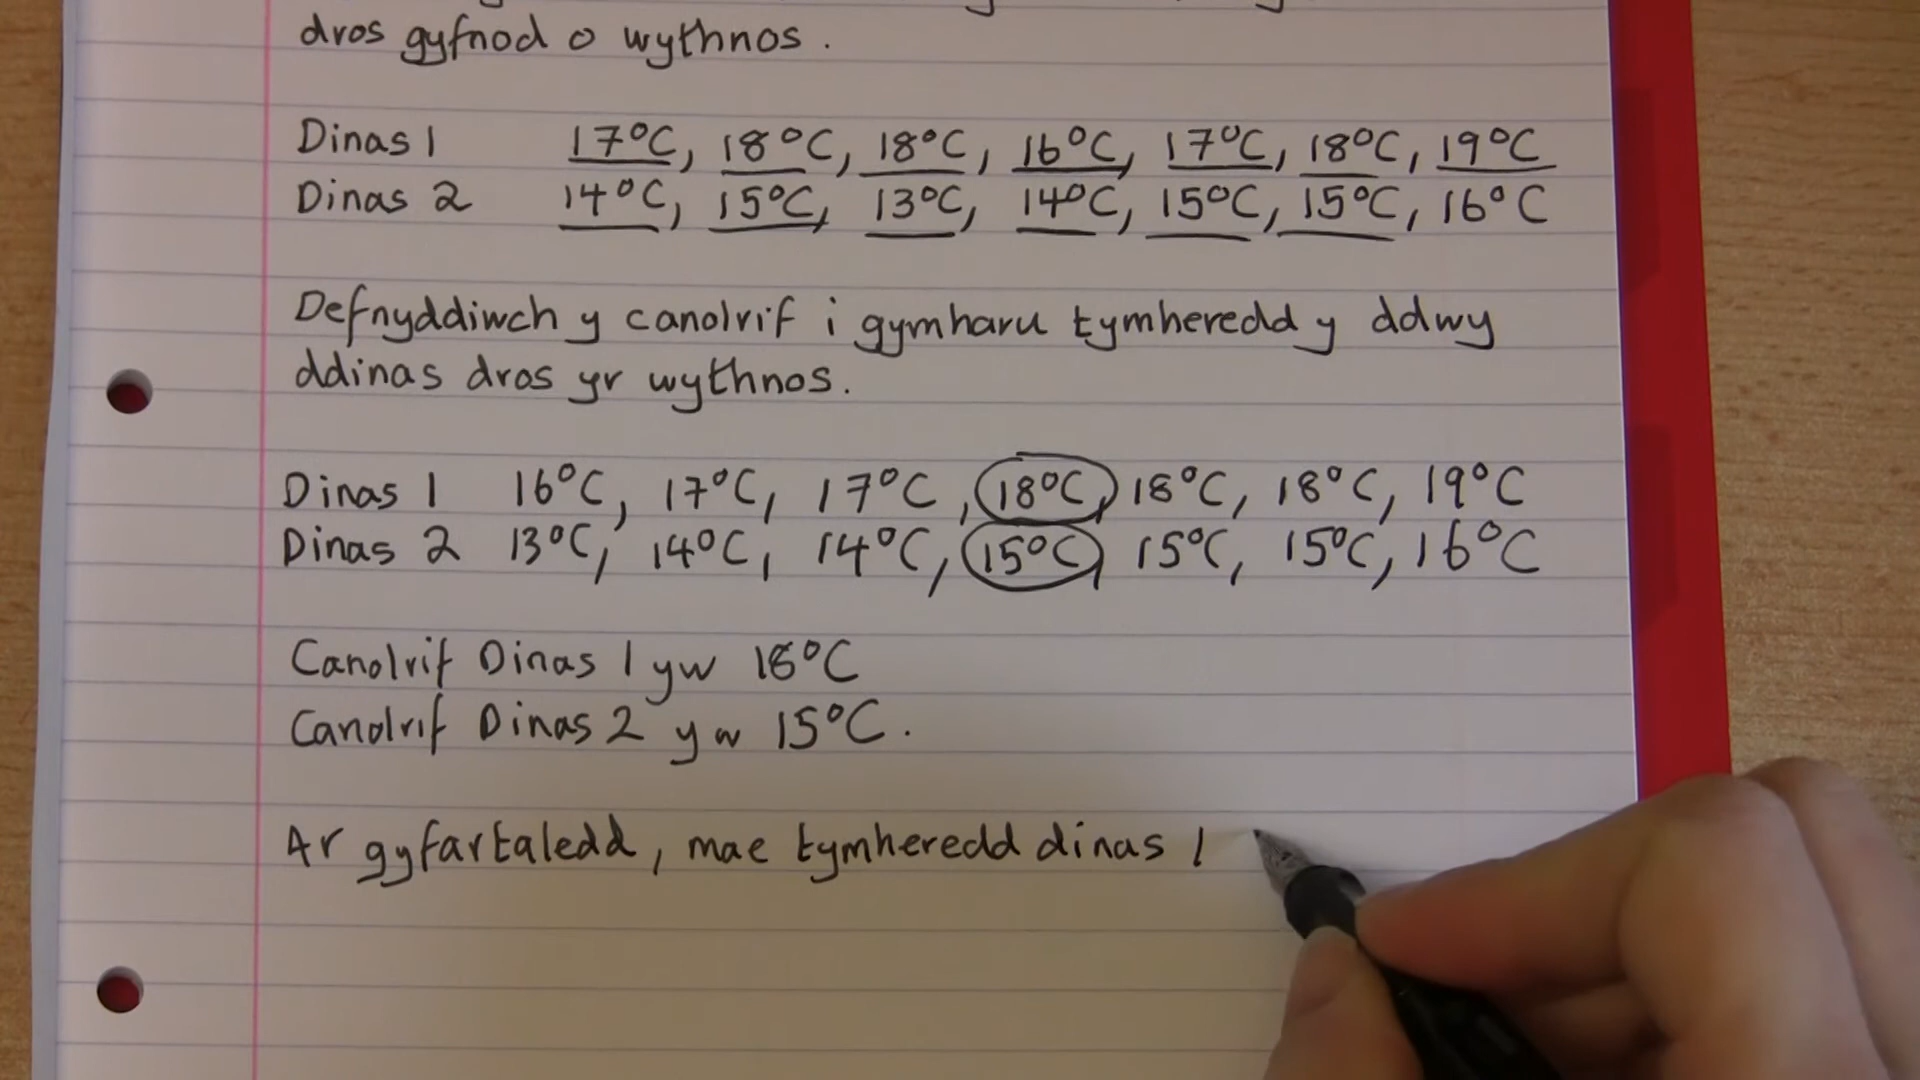 dros gyfnod o wythnos.
Dinas 1 17°C, 18°C, 18°C, 16°C, 17°C, 18°C, 19°C
Dinas 2 14°C, 15°C, 13°C, 14°C, 15°C, 15°C, 16°C
Defnyddiwch y canolrif i gymharu tymheredd y ddwy
ddinas dros yr wythnos.
Dinas 1 16°C, 17°C, 17°C, 18°C, 18°C, 18°C, 19°C
Dinas 2 13°C, 14°C, 14°C, 15°C, 15°C, 15°C, 16°C
Canolrif Dinas 1 yw 18°C
Canolrif Dinas 2 yw 15°C.
Ar gyfartaledd, mae tymheredd dinas 1